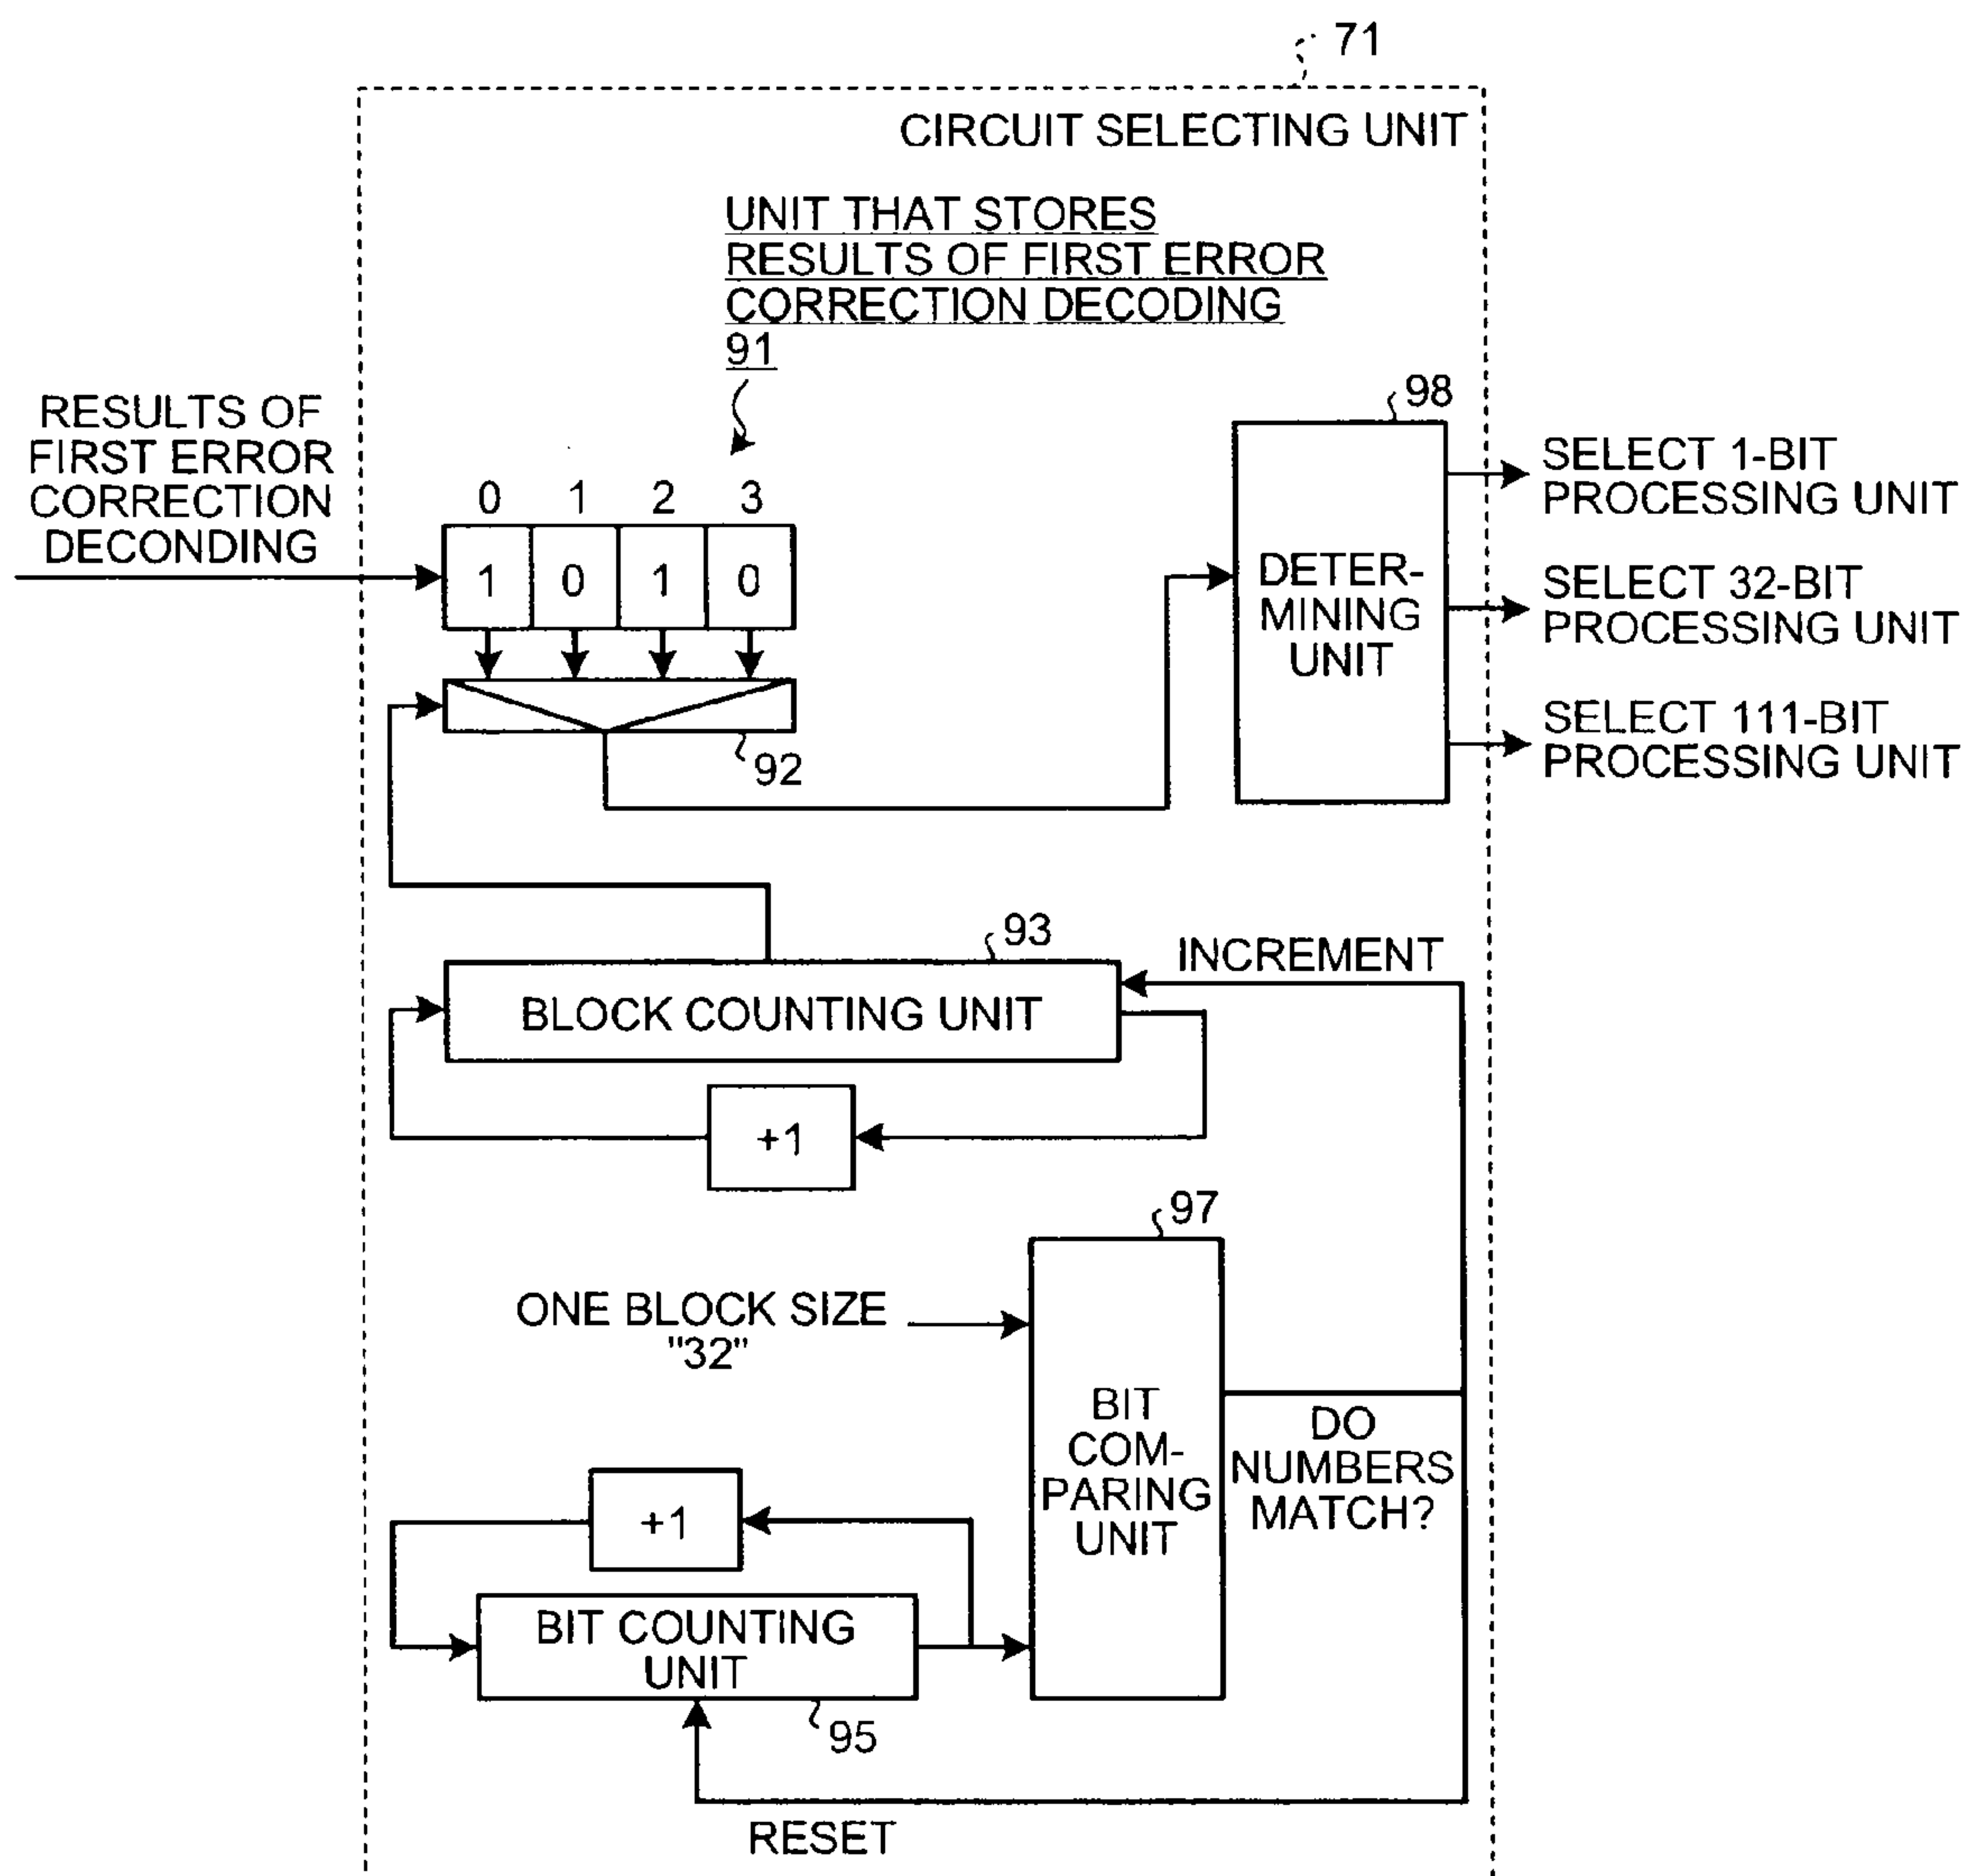 71
CIRCUIT SELECTING UNIT
UNIT THAT STORES
RESULTS OF FIRST ERROR
CORRECTION DECODING
91
RESULTS OF
FIRST ERROR
CORRECTION
DECONDING
0 1 2 3
1 0 1 0
92
98
DETER-
MINING
UNIT
SELECT 1-BIT
PROCESSING UNIT
SELECT 32-BIT
PROCESSING UNIT
SELECT 111-BIT
PROCESSING UNIT
93
INCREMENT
BLOCK COUNTING UNIT
+1
97
ONE BLOCK SIZE
"32"
BIT
COM-
PARING
UNIT
DO
NUMBERS
MATCH?
+1
BIT COUNTING
UNIT
95
RESET